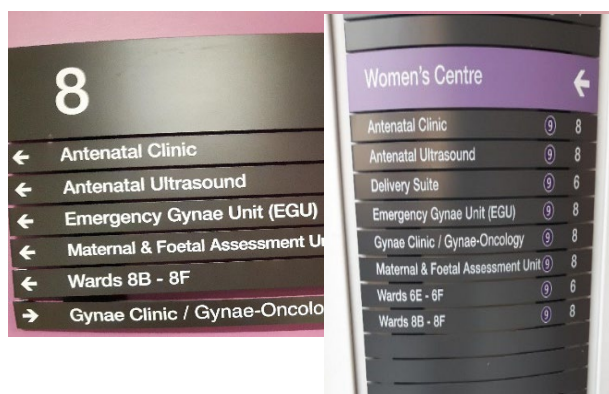 8
← Antenatal Clinic
← Antenatal Ultrasound
← Emergency Gynae Unit (EGU)
← Maternal & Foetal Assessment
← Wards 8B - 8F
→ Gynae Clinic /
Women's Centre ←
Antenatal Clinic 9 8
Antenatal Ultrasound 9 8
Delivery Suite 9 6
Emergency Gynae Unit (EGU) 9 8
Gynae Clinic / Gynae-Oncology 9 8
Maternal & Foetal Assessment Unit 9 8
Wards 6E - 6F 9 6
Wards 8B - 8F 9 8